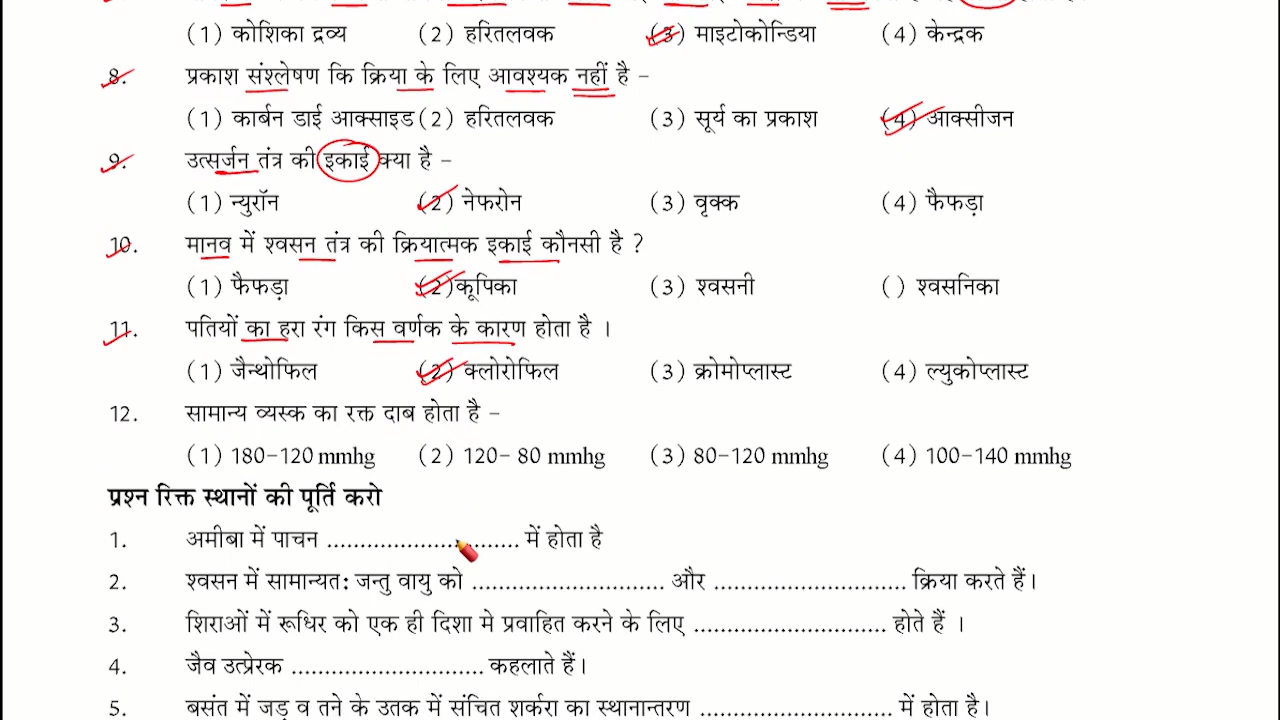 (1) कोशिका द्रव्य (2) हरितलवक (3) माइटोकोन्डिया (4) केन्द्रक
8. प्रकाश संश्लेषण कि क्रिया के लिए आवश्यक नहीं है –
(1) कार्बन डाई आक्साइड (2) हरितलवक (3) सूर्य का प्रकाश (4) आक्सीजन
9. उत्सर्जन तंत्र की इकाई क्या है –
(1) न्युरॉन (2) नेफरोन (3) वृक्क (4) फैफड़ा
10. मानव में श्वसन तंत्र की क्रियात्मक इकाई कौनसी है ?
(1) फैफड़ा (2) कूपिका (3) श्वसनी () श्वसनिका
11. पतियों का हरा रंग किस वर्णक के कारण होता है ।
(1) जैन्थोफिल (2) क्लोरोफिल (3) क्रोमोप्लास्ट (4) ल्युकोप्लास्ट
12. सामान्य व्यस्क का रक्त दाब होता है –
(1) 180–120 mmhg (2) 120– 80 mmhg (3) 80–120 mmhg (4) 100–140 mmhg
प्रश्न रिक्त स्थानों की पूर्ति करो
1. अमीबा में पाचन ............................. में होता है
2. श्वसन में सामान्यत: जन्तु वायु को ............................. और ............................. क्रिया करते हैं।
3. शिराओं में रूधिर को एक ही दिशा मे प्रवाहित करने के लिए ............................. होते हैं ।
4. जैव उत्प्रेरक ............................. कहलाते हैं।
5. बसंत में जड़ व तने के उतक में संचित शर्करा का स्थानान्तरण ............................. में होता है।